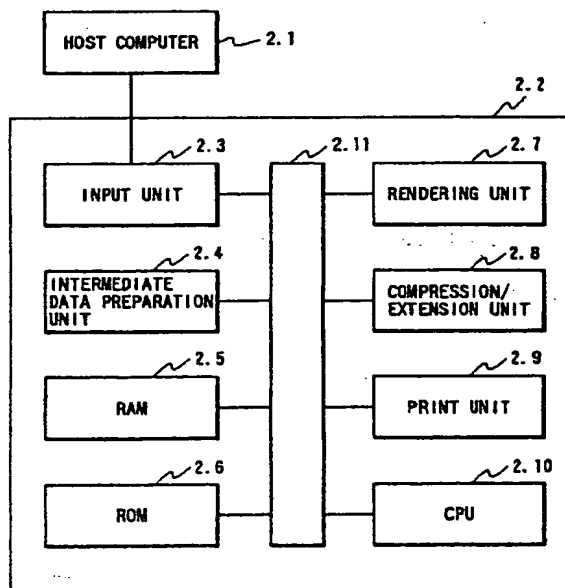 HOST COMPUTER
2.1
2.2
2.3
2.11
2.7
INPUT UNIT
RENDERING UNIT
2.4
2.8
INTERMEDIATE
DATA PREPARATION
UNIT
COMPRESSION/
EXTENSION UNIT
2.5
2.9
RAM
PRINT UNIT
2.6
2.10
ROM
CPU